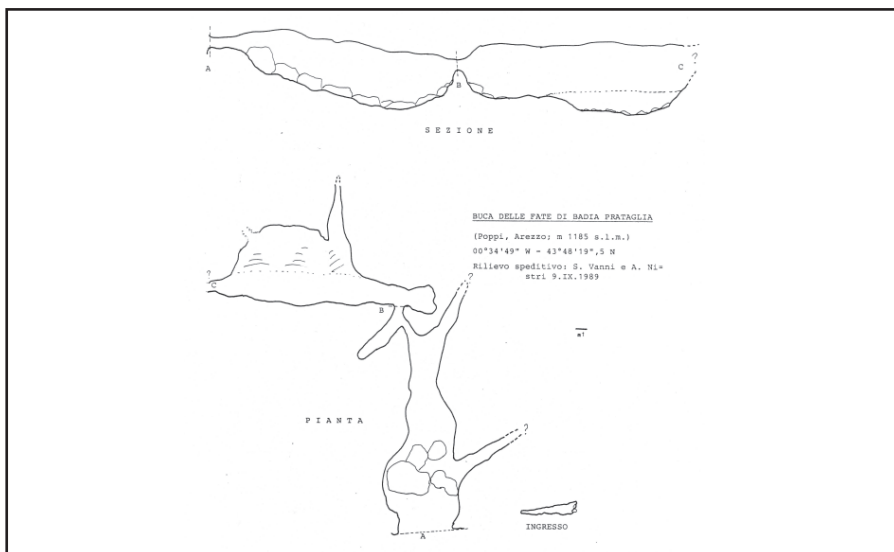 A
B
C
?
SEZIONE
BUCA DELLE FATE DI BADIA PRATAGLIA
(Poppi, Arezzo; m 1185 s.l.m.)
00°34'49" W - 43°48'19",5 N
Rilievo speditivo: S. Vanni e A. Ni=
stri 9.IX.1989
?
C
B
?
m1
PIANTA
?
A
INGRESSO